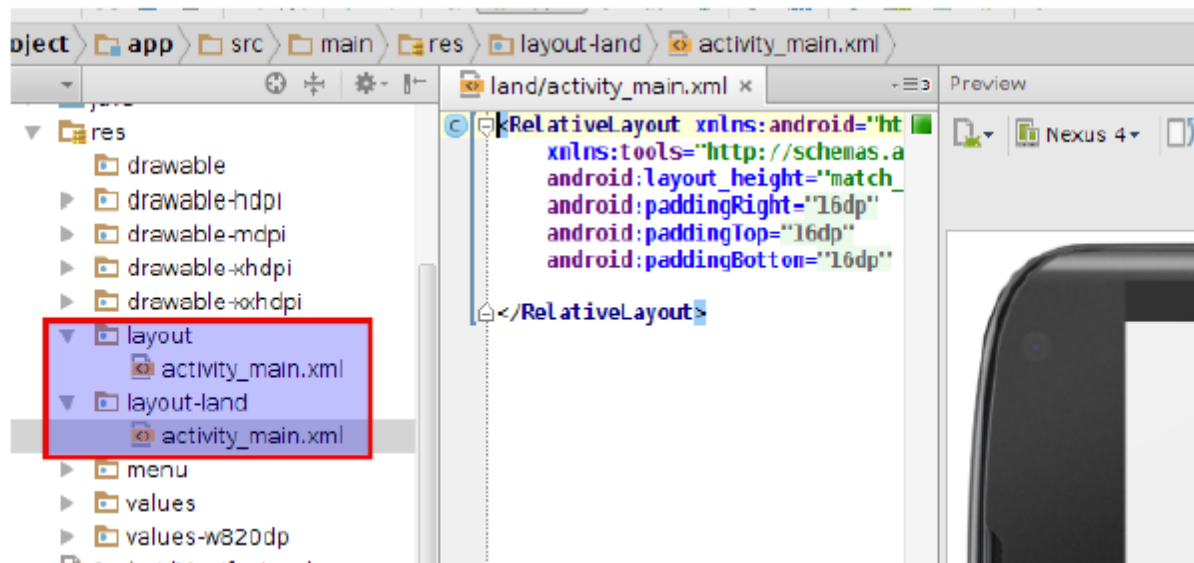 oject app src main res layout-land activity_main.xml
land/activity_main.xml
3
Preview
res
drawable
drawable-hdpi
drawable-mdpi
drawable-xhdpi
drawable-xxhdpi
layout
activity_main.xml
layout-land
activity_main.xml
menu
values
values-w820dp
C
<RelativeLayout xmlns:android="ht
xmlns:tools="http://schemas.a
android:layout_height="match_
android:paddingRight="16dp"
android:paddingTop="16dp"
android:paddingBottom="16dp"
</RelativeLayout>
Nexus 4